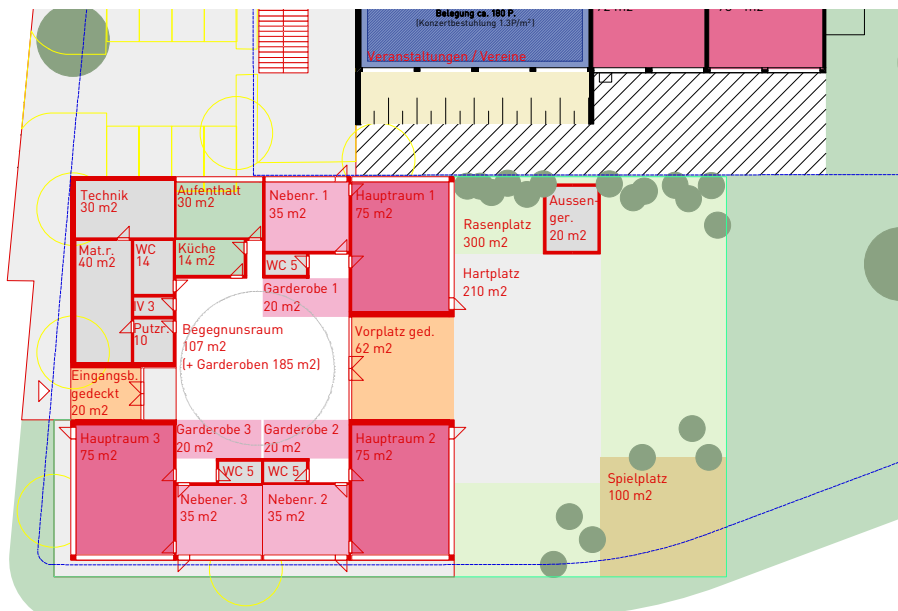 Belegung ca. 180 P.
(Konzertbestuhlung 1.3P/m²)
Veranstaltungen / Vereine
Technik
30 m2
Aufenthalt
30 m2
Nebenr. 1
35 m2
Hauptraum 1
75 m2
Aussen-
ger.
20 m2
Rasenplatz
300 m2
Mat.r.
40 m2
WC
14
Küche
14 m2
WC 5
Hartplatz
210 m2
Garderobe 1
20 m2
IV 3
Putzr.
10
Begegnunsraum
107 m2
(+ Garderoben 185 m2)
Vorplatz ged.
62 m2
Eingangsb.
gedeckt
20 m2
Hauptraum 3
75 m2
Garderobe 3
20 m2
Garderobe 2
20 m2
Hauptraum 2
75 m2
WC 5
WC 5
Nebener. 3
35 m2
Nebenr. 2
35 m2
Spielplatz
100 m2